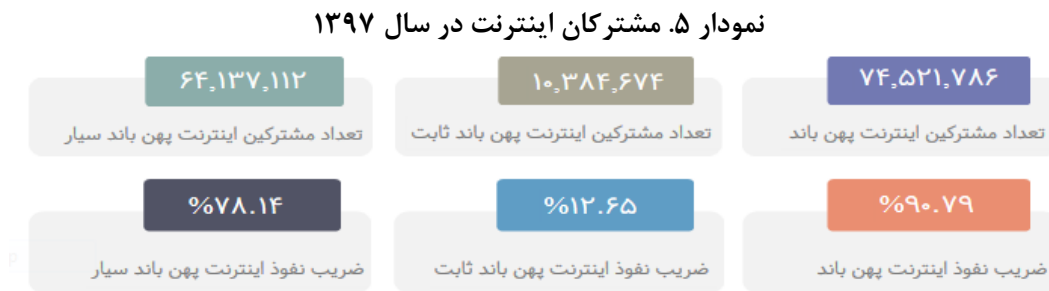 نمودار ۵. مشترکان اینترنت در سال ۱۳۹۷
۷۴,۵۲۱,۷۸۶
تعداد مشترکین اینترنت پهن باند
۱۰,۳۸۴,۶۷۴
تعداد مشترکین اینترنت پهن باند ثابت
۶۴,۱۳۷,۱۱۲
تعداد مشترکین اینترنت پهن باند سیار
%۹۰.۷۹
ضریب نفوذ اینترنت پهن باند
%۱۲.۶۵
ضریب نفوذ اینترنت پهن باند ثابت
%۷۸.۱۴
ضریب نفوذ اینترنت پهن باند سیار